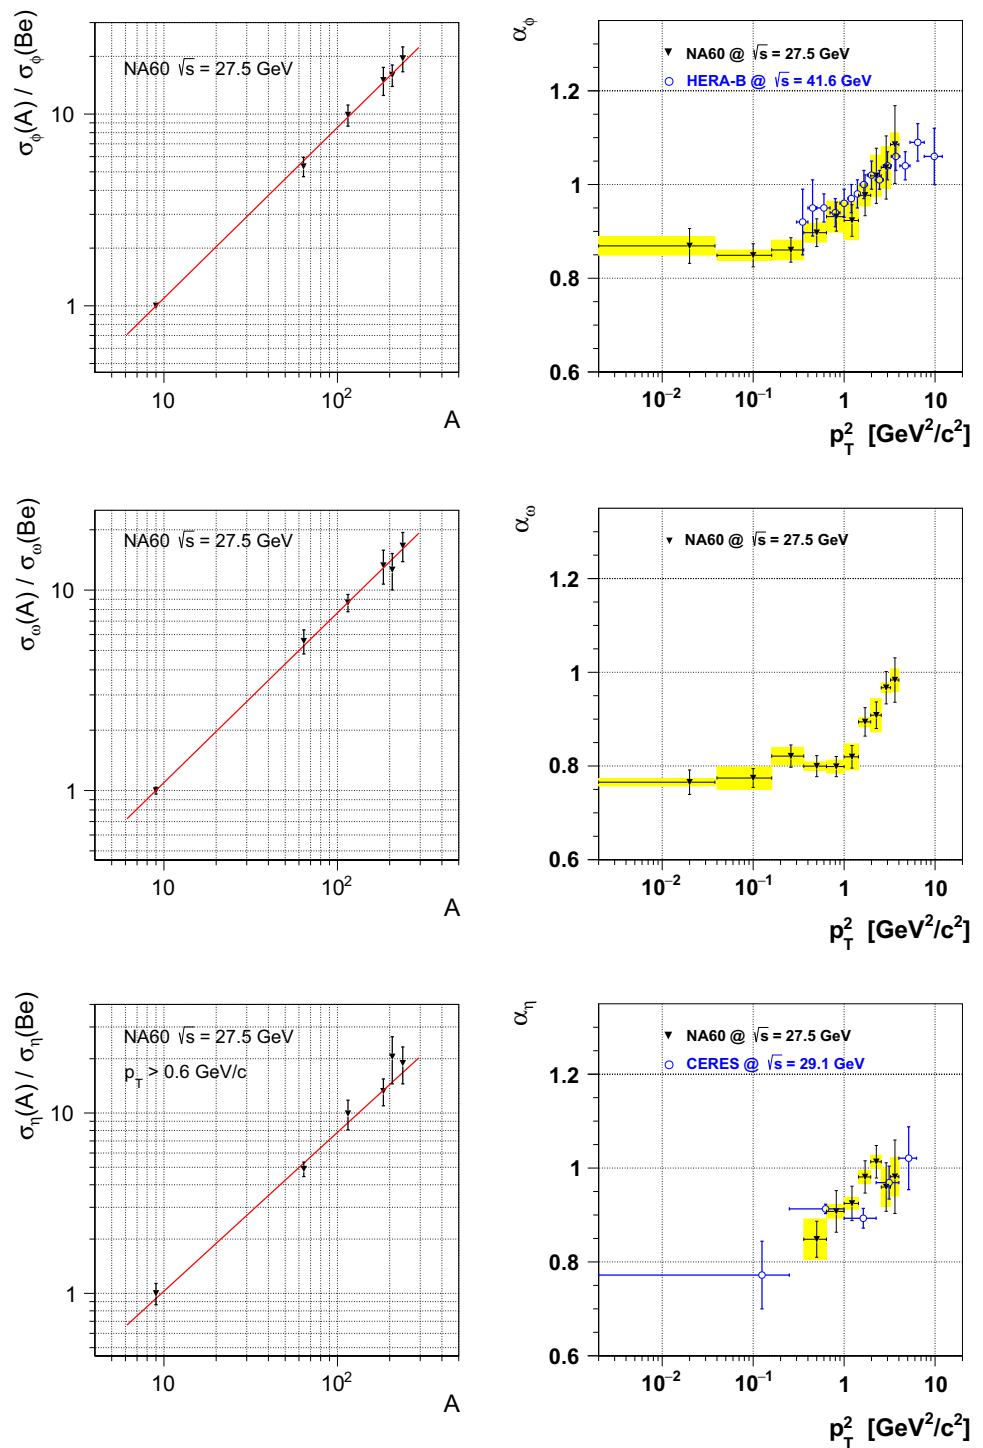 σϕ(A) / σϕ(Be)
NA60 √s = 27.5 GeV
10
1
10
10²
A
αϕ
NA60 @ √s = 27.5 GeV
HERA-B @ √s = 41.6 GeV
1.2
1
0.8
0.6
10⁻²
10⁻¹
1
10
p_T² [GeV²/c²]
σω(A) / σω(Be)
NA60 √s = 27.5 GeV
10
1
10
10²
A
αω
NA60 @ √s = 27.5 GeV
1.2
1
0.8
0.6
10⁻²
10⁻¹
1
10
p_T² [GeV²/c²]
ση(A) / ση(Be)
NA60 √s = 27.5 GeV
p_T > 0.6 GeV/c
10
1
10
10²
A
αη
NA60 @ √s = 27.5 GeV
CERES @ √s = 29.1 GeV
1.2
1
0.8
0.6
10⁻²
10⁻¹
1
10
p_T² [GeV²/c²]